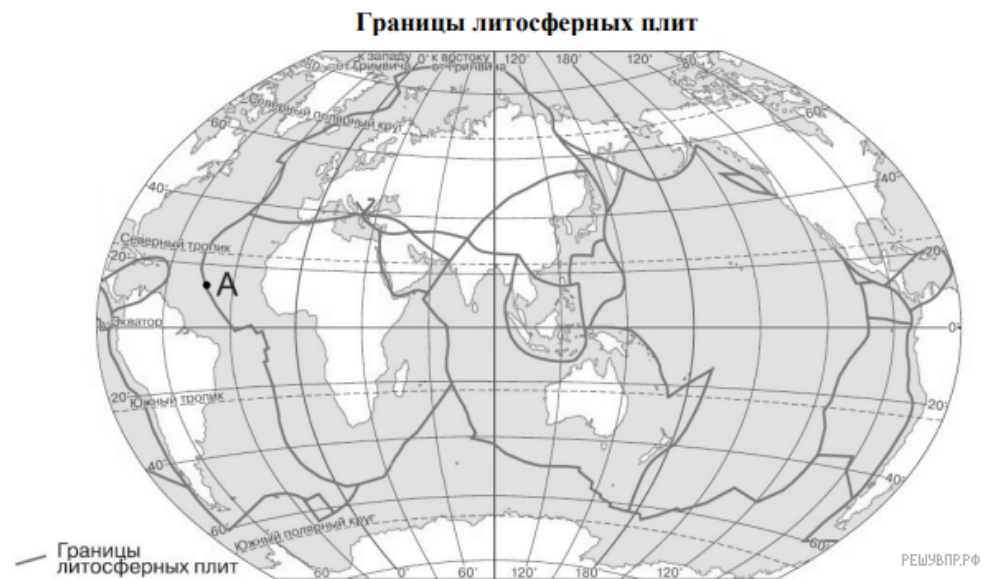 Границы литосферных плит
к западу 0° к востоку 120° 180° 120°
80° от Гринвича от Гринвича 80°
Северный полярный круг
60° 60°
40° 40°
Северный тропик
20° 20°
А
Экватор
0° 0°
20° Южный тропик 20°
40° 40°
60° Южный полярный круг 60°
60° 0° 60° 120° 180° 120°
Границы
литосферных плит
РЕШУВПР.РФ